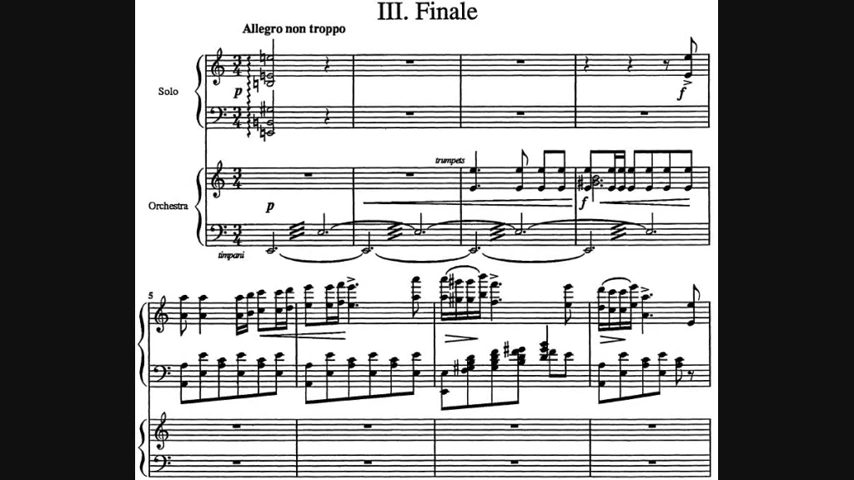 III. Finale
Allegro non troppo
Solo
p
f
trumpets
Orchestra
p
f
timpani
5